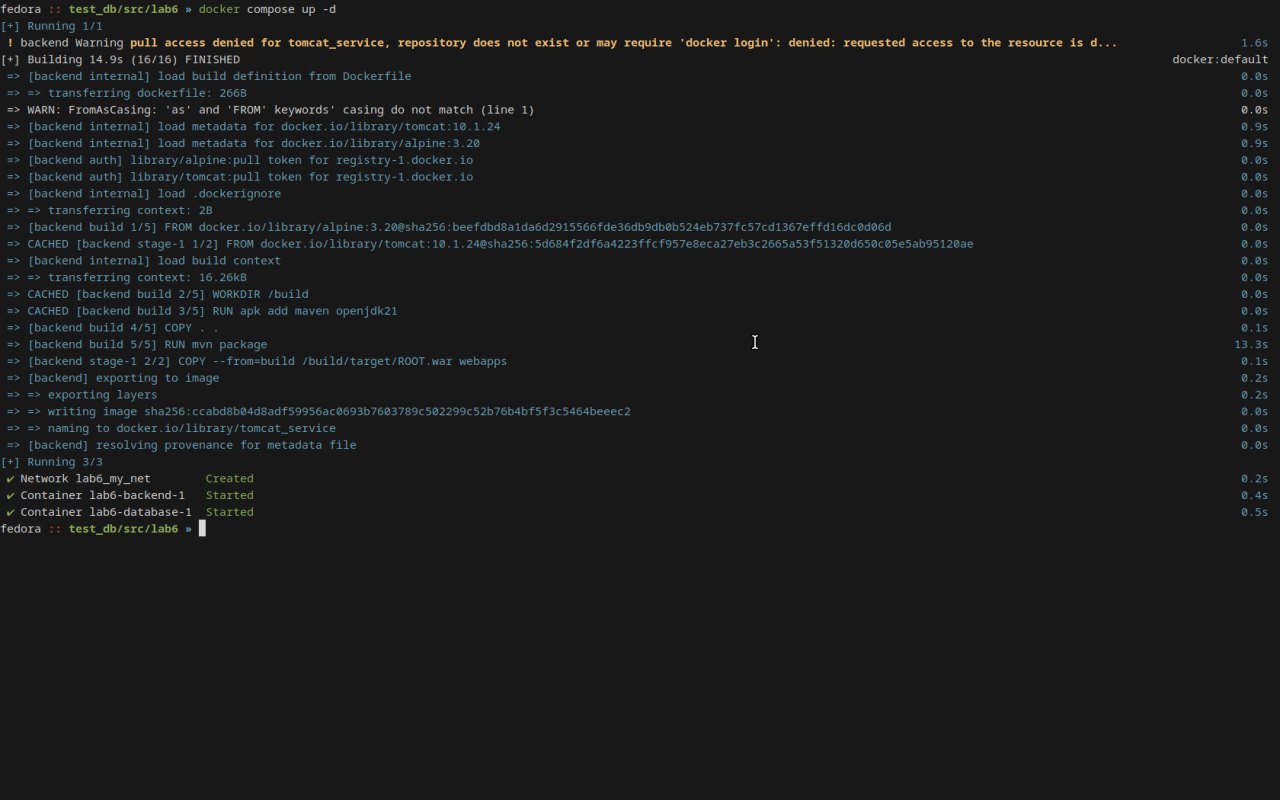 fedora :: test_db/src/lab6 » docker compose up -d
[+] Running 1/1
! backend Warning pull access denied for tomcat_service, repository does not exist or may require 'docker login': denied: requested access to the resource is d... 1.6s
[+] Building 14.9s (16/16) FINISHED docker:default
=> [backend internal] load build definition from Dockerfile 0.0s
=> => transferring dockerfile: 266B 0.0s
=> WARN: FromAsCasing: 'as' and 'FROM' keywords' casing do not match (line 1) 0.0s
=> [backend internal] load metadata for docker.io/library/tomcat:10.1.24 0.9s
=> [backend internal] load metadata for docker.io/library/alpine:3.20 0.9s
=> [backend auth] library/alpine:pull token for registry-1.docker.io 0.0s
=> [backend auth] library/tomcat:pull token for registry-1.docker.io 0.0s
=> [backend internal] load .dockerignore 0.0s
=> => transferring context: 2B 0.0s
=> [backend build 1/5] FROM docker.io/library/alpine:3.20@sha256:beefdbd8a1da6d2915566fde36db9db0b524eb737fc57cd1367effd16dc0d06d 0.0s
=> CACHED [backend stage-1 1/2] FROM docker.io/library/tomcat:10.1.24@sha256:5d684f2df6a4223ffcf957e8eca27eb3c2665a53f51320d650c05e5ab95120ae 0.0s
=> [backend internal] load build context 0.0s
=> => transferring context: 16.26kB 0.0s
=> CACHED [backend build 2/5] WORKDIR /build 0.0s
=> CACHED [backend build 3/5] RUN apk add maven openjdk21 0.0s
=> [backend build 4/5] COPY . . 0.1s
=> [backend build 5/5] RUN mvn package 13.3s
=> [backend stage-1 2/2] COPY --from=build /build/target/ROOT.war webapps 0.1s
=> [backend] exporting to image 0.2s
=> => exporting layers 0.2s
=> => writing image sha256:ccabd8b04d8adf59956ac0693b7603789c502299c52b76b4bf5f3c5464beeec2 0.0s
=> => naming to docker.io/library/tomcat_service 0.0s
=> [backend] resolving provenance for metadata file 0.0s
[+] Running 3/3
✔ Network lab6_my_net Created 0.2s
✔ Container lab6-backend-1 Started 0.4s
✔ Container lab6-database-1 Started 0.5s
fedora :: test_db/src/lab6 »